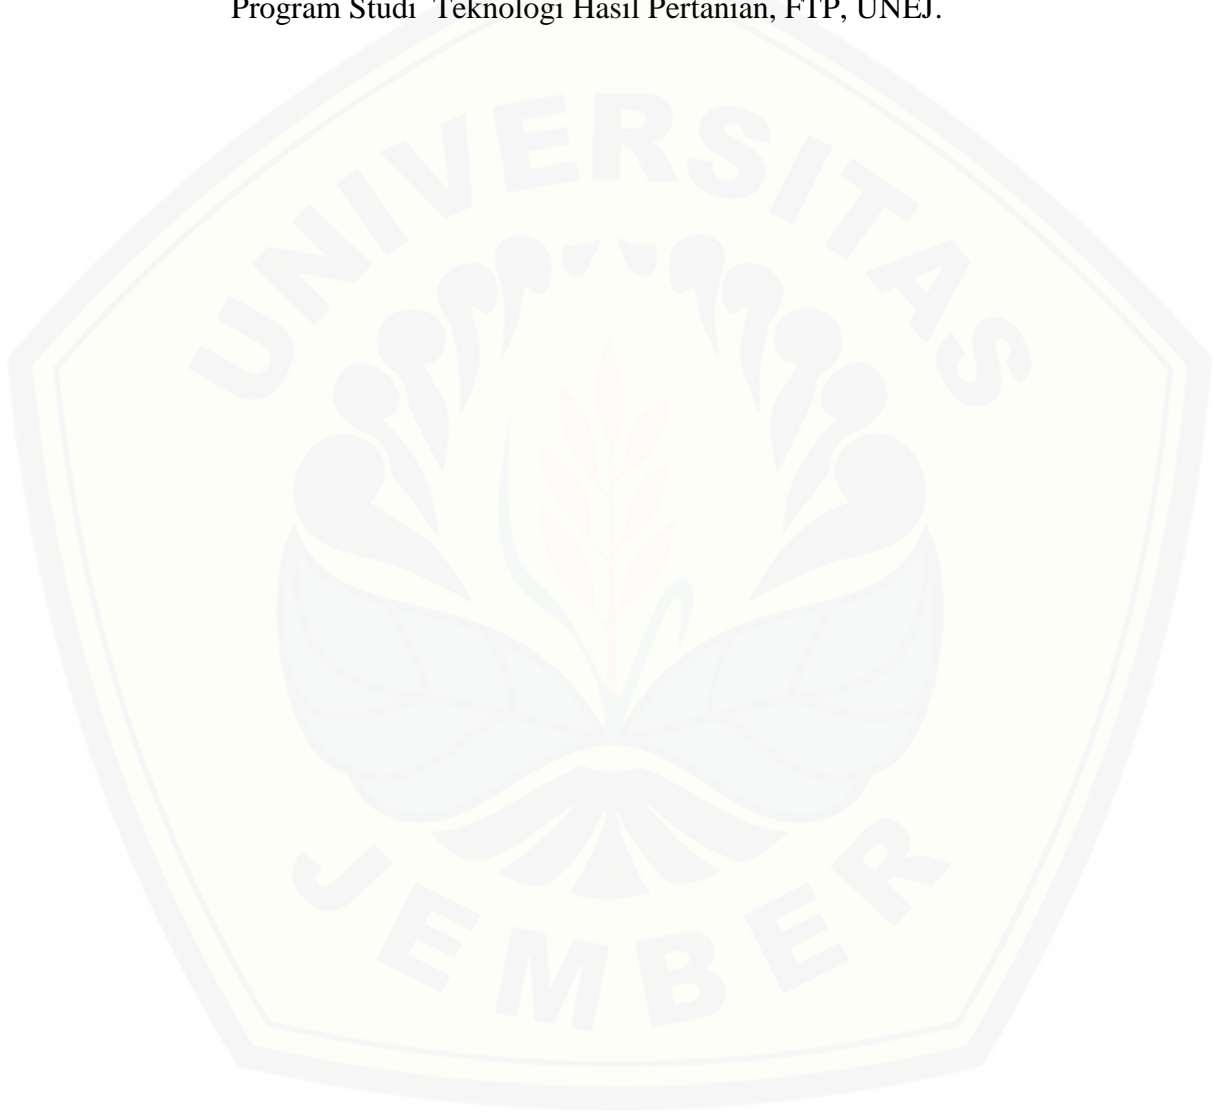 Program Studi  Teknologi Hasil Pertanian, FTP, UNEJ.
UNIVERSITAS
JEMBER